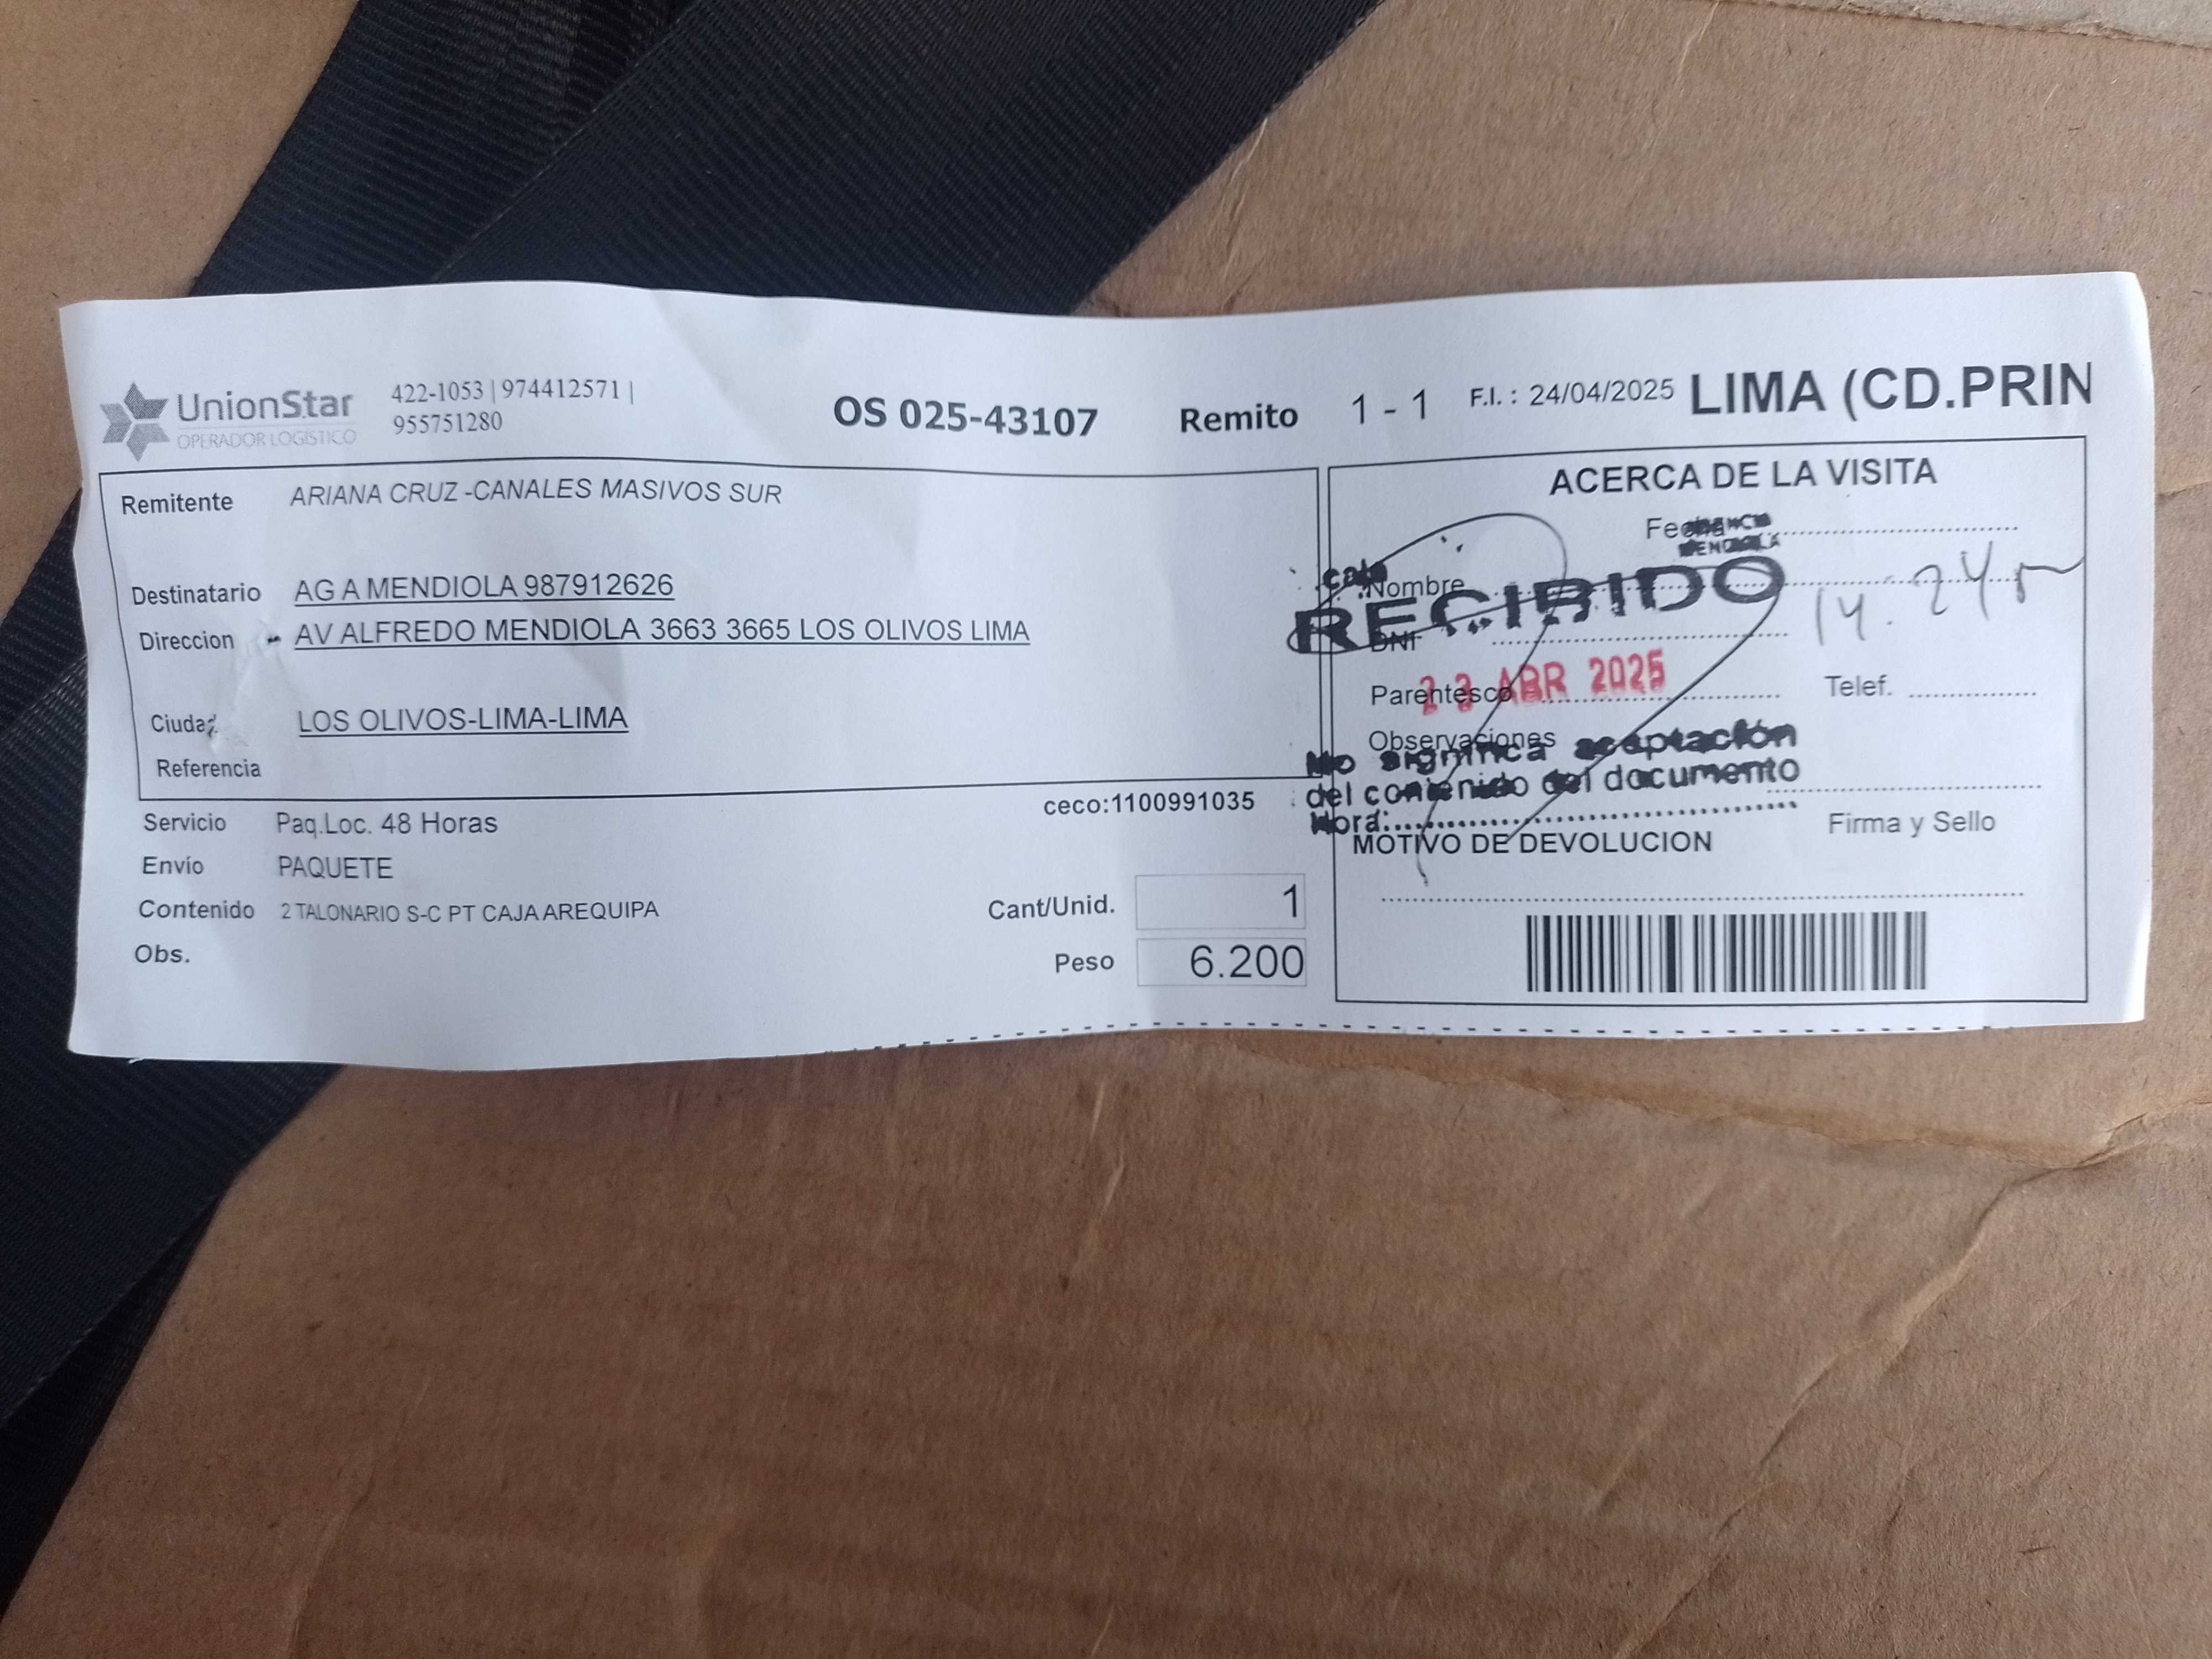 UnionStar
OPERADOR LOGÍSTICO
422-1053 | 974412571 |
955751280
OS 025-43107
Remito 1 - 1
F.I. : 24/04/2025
LIMA (CD.PRIN
Remitente ARIANA CRUZ -CANALES MASIVOS SUR
Destinatario AG A MENDIOLA 987912626
Direccion - AV ALFREDO MENDIOLA 3663 3665 LOS OLIVOS LIMA
Ciudad LOS OLIVOS-LIMA-LIMA
Referencia
ceco:1100991035
Servicio Paq.Loc. 48 Horas
Envío PAQUETE
Contenido 2 TALONARIO S-C PT CAJA AREQUIPA
Obs.
Cant/Unid. 1
Peso 6.200
ACERCA DE LA VISITA
Fecha
AGENCIA
MENDIOLA
caja
Nombre
RECIBIDO
DNI
ABR 2025
Parentesco
Telef.
Observaciones
No significa aceptación
del contenido del documento
Hora:
Firma y Sello
MOTIVO DE DEVOLUCION